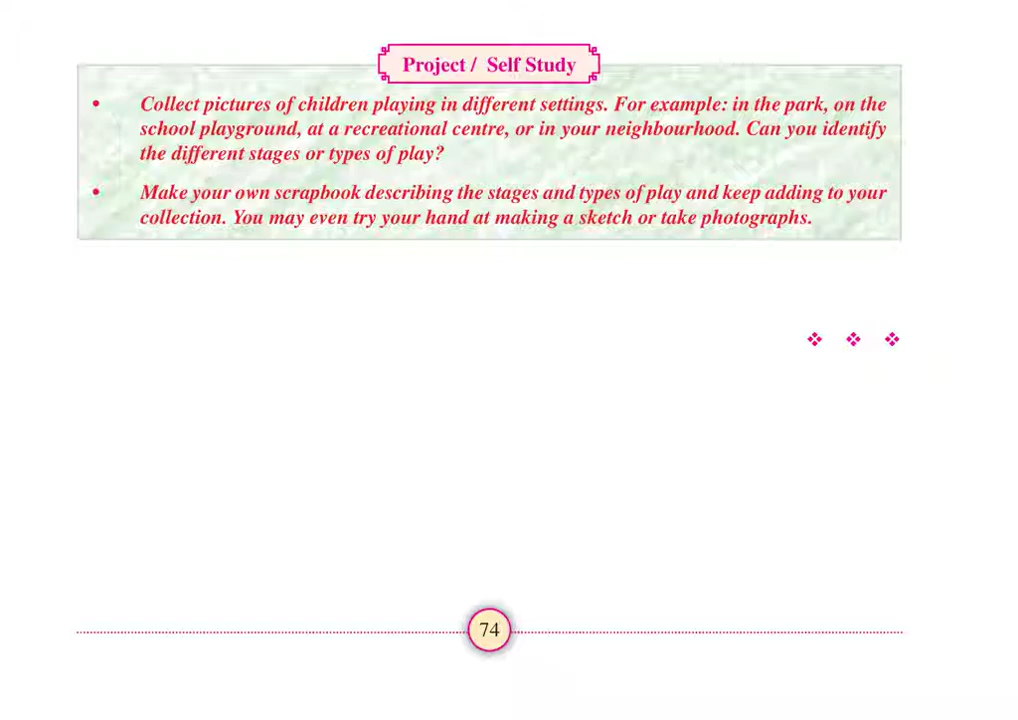 Project / Self Study
• Collect pictures of children playing in different settings. For example: in the park, on the
school playground, at a recreational centre, or in your neighbourhood. Can you identify
the different stages or types of play?
• Make your own scrapbook describing the stages and types of play and keep adding to your
collection. You may even try your hand at making a sketch or take photographs.
❖ ❖ ❖
74